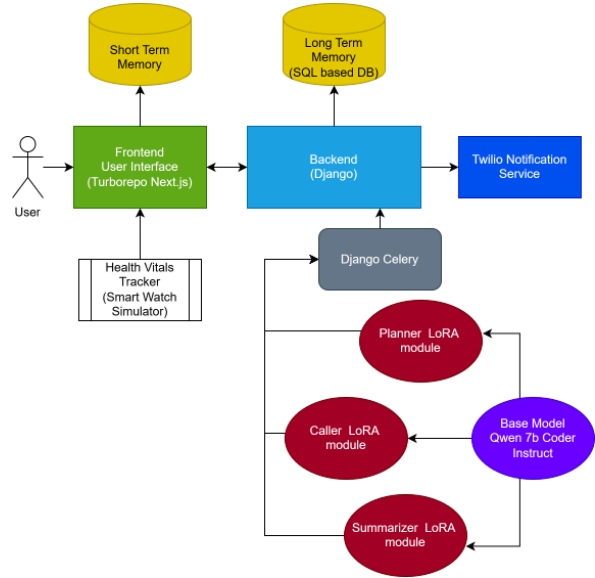 Short Term
Memory
Long Term
Memory
(SQL based DB)
User
Frontend
User Interface
(Turborepo Next.js)
Backend
(Django)
Twilio Notification
Service
Health Vitals
Tracker
(Smart Watch
Simulator)
Django Celery
Planner LoRA
module
Caller LoRA
module
Base Model
Qwen 7b Coder
Instruct
Summarizer LoRA
module